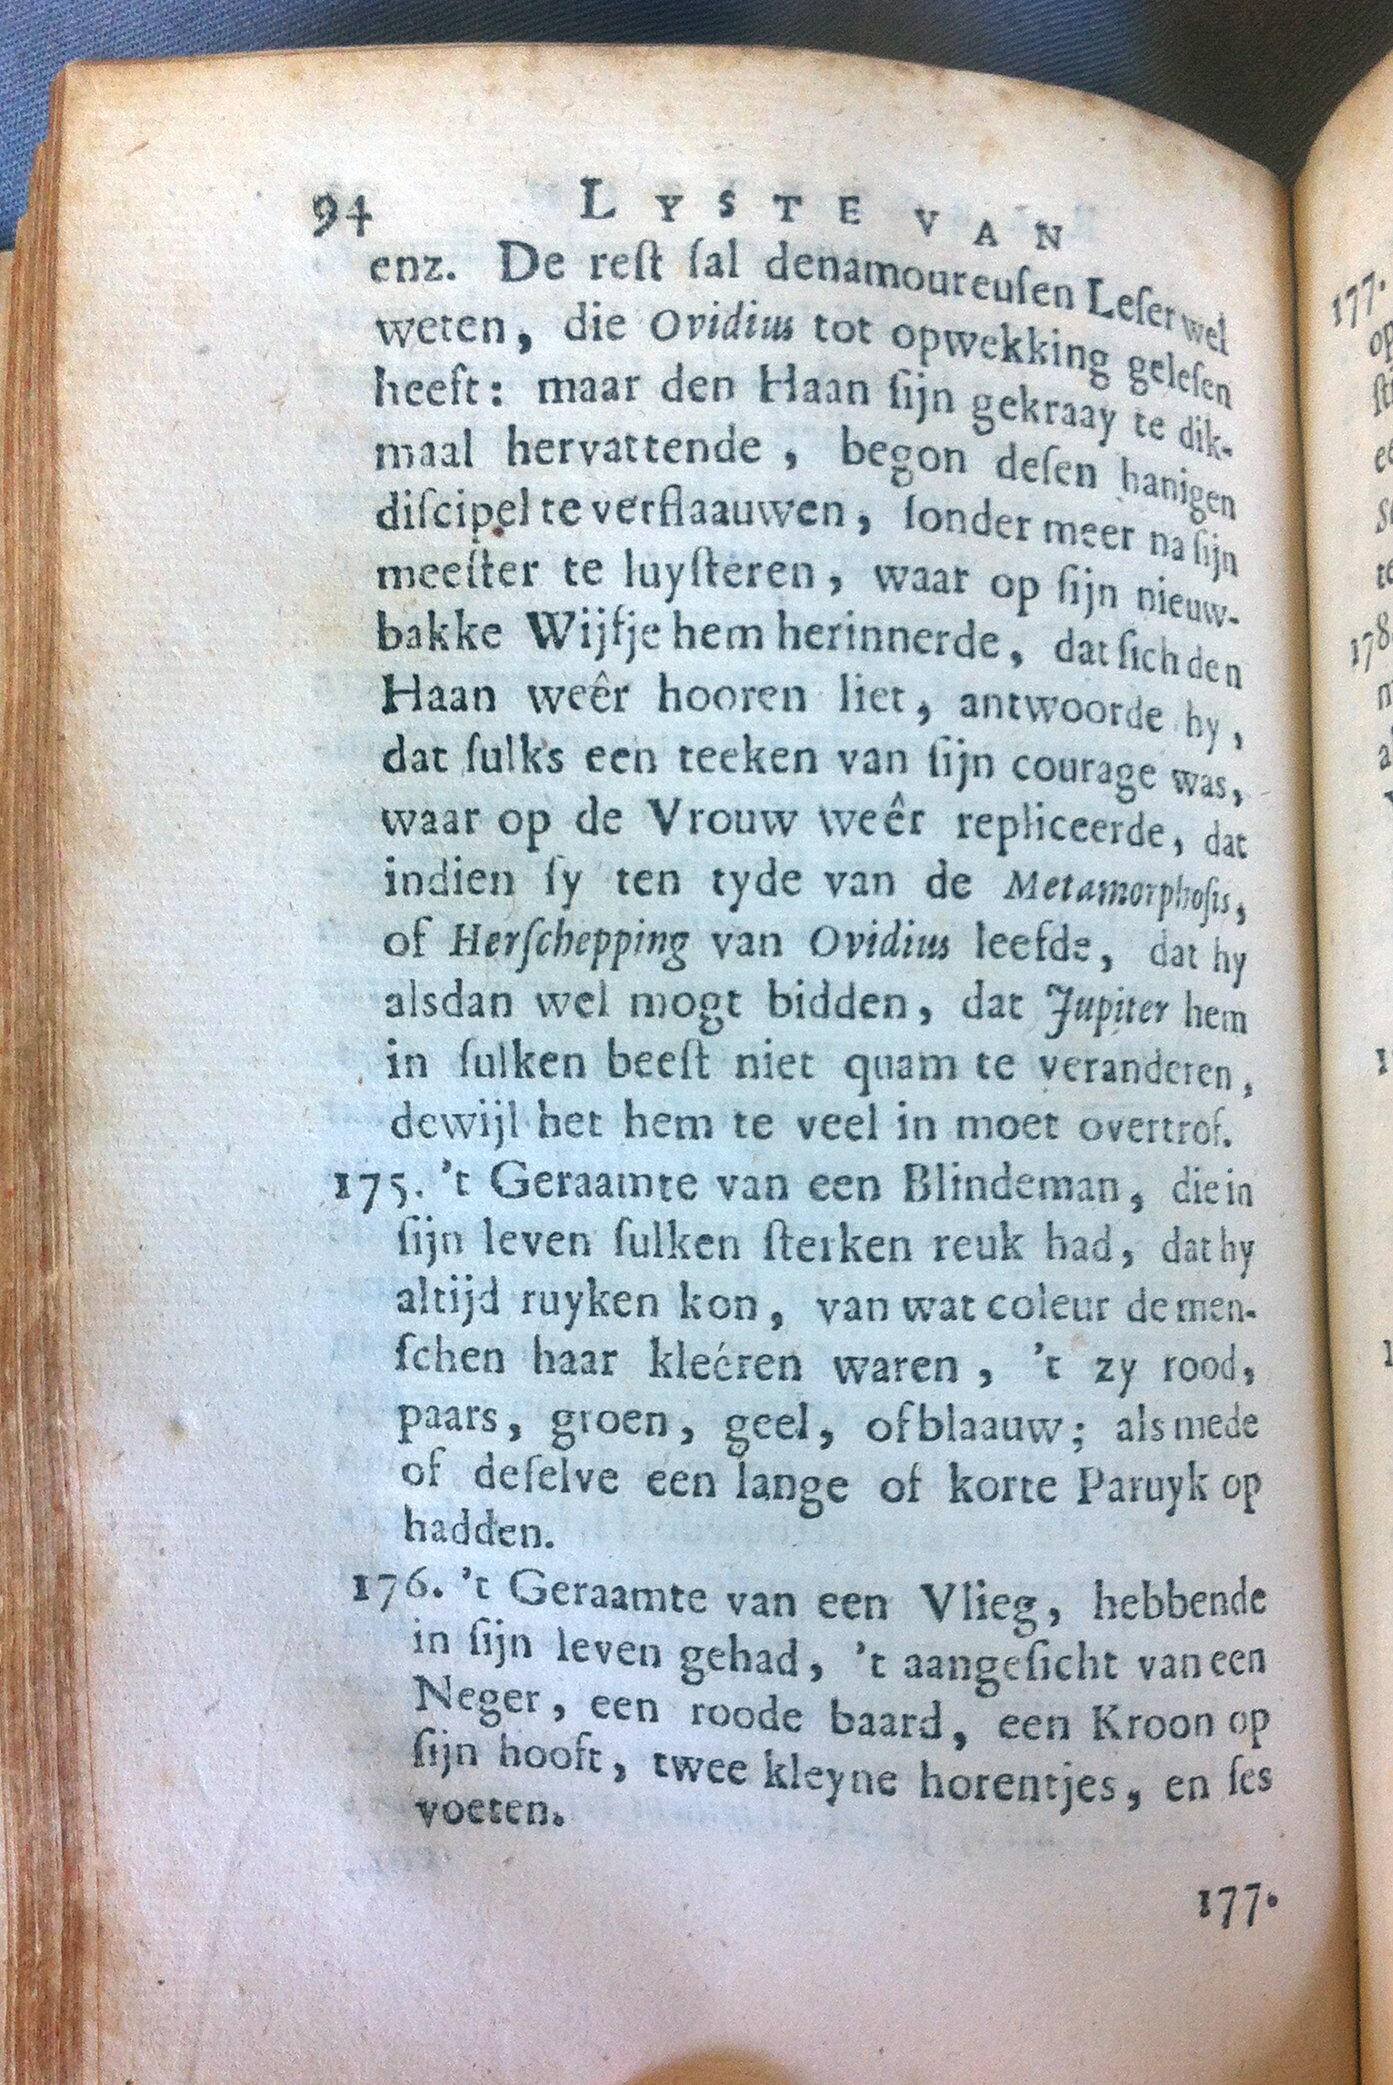 94 LYSTE VAN
enz. De reſt ſal denamoureuſen Leſer wel
weten, die Ovidius tot opwekking geleſen
heeft: maar den Haan ſijn gekraay te dik-
maal hervattende, begon deſen hanigen
diſcipel te verflaauwen, ſonder meer na ſijn
meeſter te luyſteren, waar op ſijn nieuw-
bakke Wijfje hem herinnerde, dat ſich den
Haan weêr hooren liet, antwoorde hy,
dat ſulks een teeken van ſijn courage was,
waar op de Vrouw weêr repliceerde, dat
indien ſy ten tyde van de Metamorphoſis,
of Herſchepping van Ovidius leefde, dat hy
alsdan wel mogt bidden, dat Jupiter hem
in ſulken beeſt niet quam te veranderen,
dewijl het hem te veel in moet overtrof.
175. 't Geraamte van een Blindeman, die in
ſijn leven ſulken ſterken reuk had, dat hy
altijd ruyken kon, van wat coleur de men-
ſchen haar kleéren waren, 't zy rood,
paars, groen, geel, of blaauw; als mede
of deſelve een lange of korte Paruyk op
hadden.
176. 't Geraamte van een Vlieg, hebbende
in ſijn leven gehad, 't aangeſicht van een
Neger, een roode baard, een Kroon op
ſijn hooft, twee kleyne horentjes, en ſes
voeten.
177.
177.
178